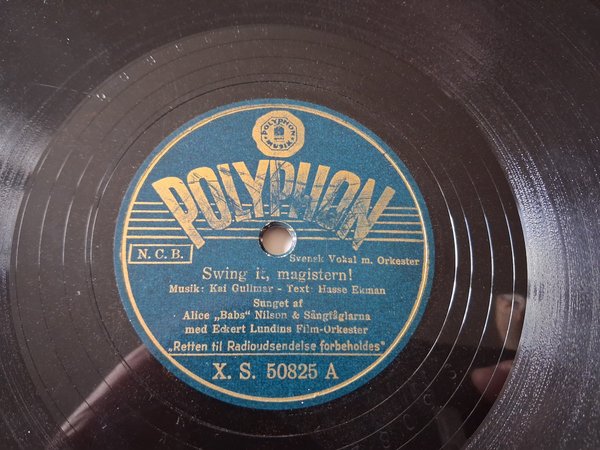 POLYPHON
MUSIK
POLYPHON
N. C. B.
Svensk Vokal m. Orkester
Swing it, magistern!
Musik: Kai Gullmar - Text: Hasse Ekman
Sunget af
Alice „Babs“ Nilson & Sångfåglarna
med Eckert Lundins Film-Orkester
„Retten til Radioudsendelse forbeholdes“
X. S. 50825 A